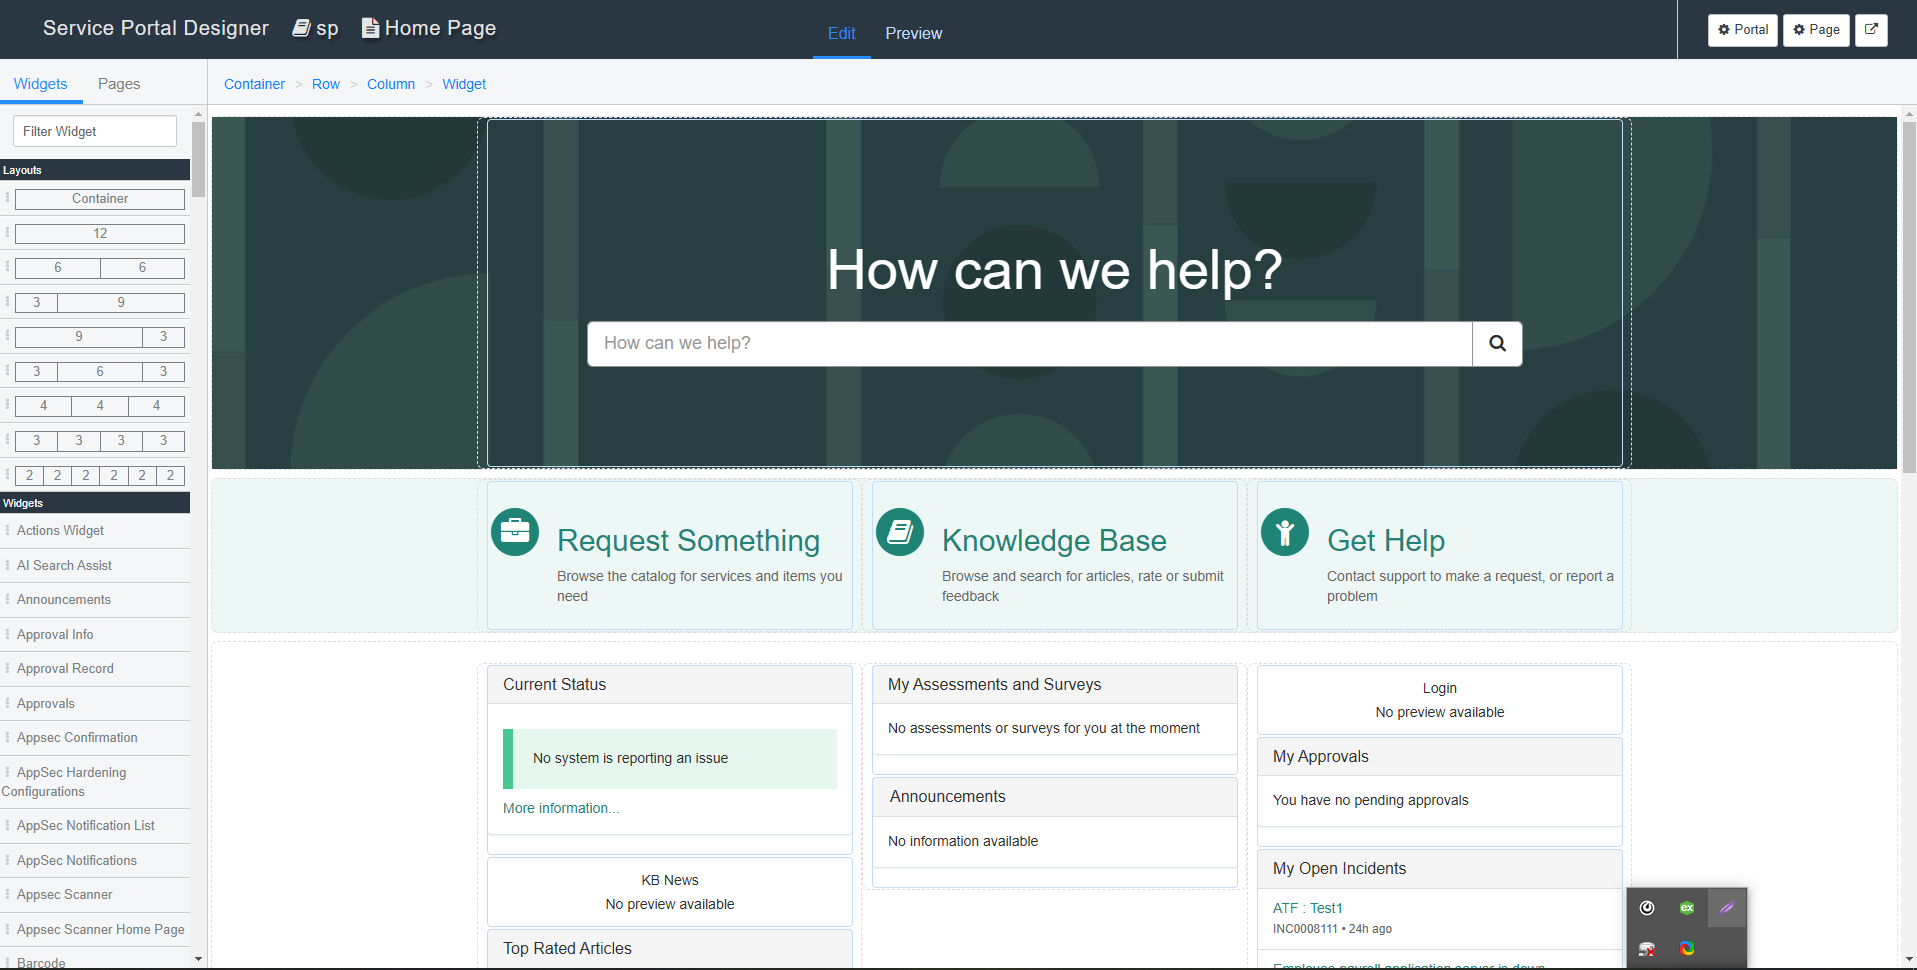 Service Portal Designer sp Home Page
Edit Preview
Portal Page
Widgets Pages
Container > Row > Column > Widget
Filter Widget
Layouts
Container
12
6 6
3 9
9 3
3 6 3
4 4 4
3 3 3 3
2 2 2 2 2 2
Widgets
Actions Widget
AI Search Assist
Announcements
Approval Info
Approval Record
Approvals
Appsec Confirmation
AppSec Hardening
Configurations
AppSec Notification List
AppSec Notifications
Appsec Scanner
Appsec Scanner Home Page
Barcode
How can we help?
How can we help?
Request Something
Browse the catalog for services and items you
need
Knowledge Base
Browse and search for articles, rate or submit
feedback
Get Help
Contact support to make a request, or report a
problem
Current Status
No system is reporting an issue
More information...
KB News
No preview available
Top Rated Articles
My Assessments and Surveys
No assessments or surveys for you at the moment
Announcements
No information available
Login
No preview available
My Approvals
You have no pending approvals
My Open Incidents
ATF : Test1
INC0008111 • 24h ago
Employee payroll application server is down
ex